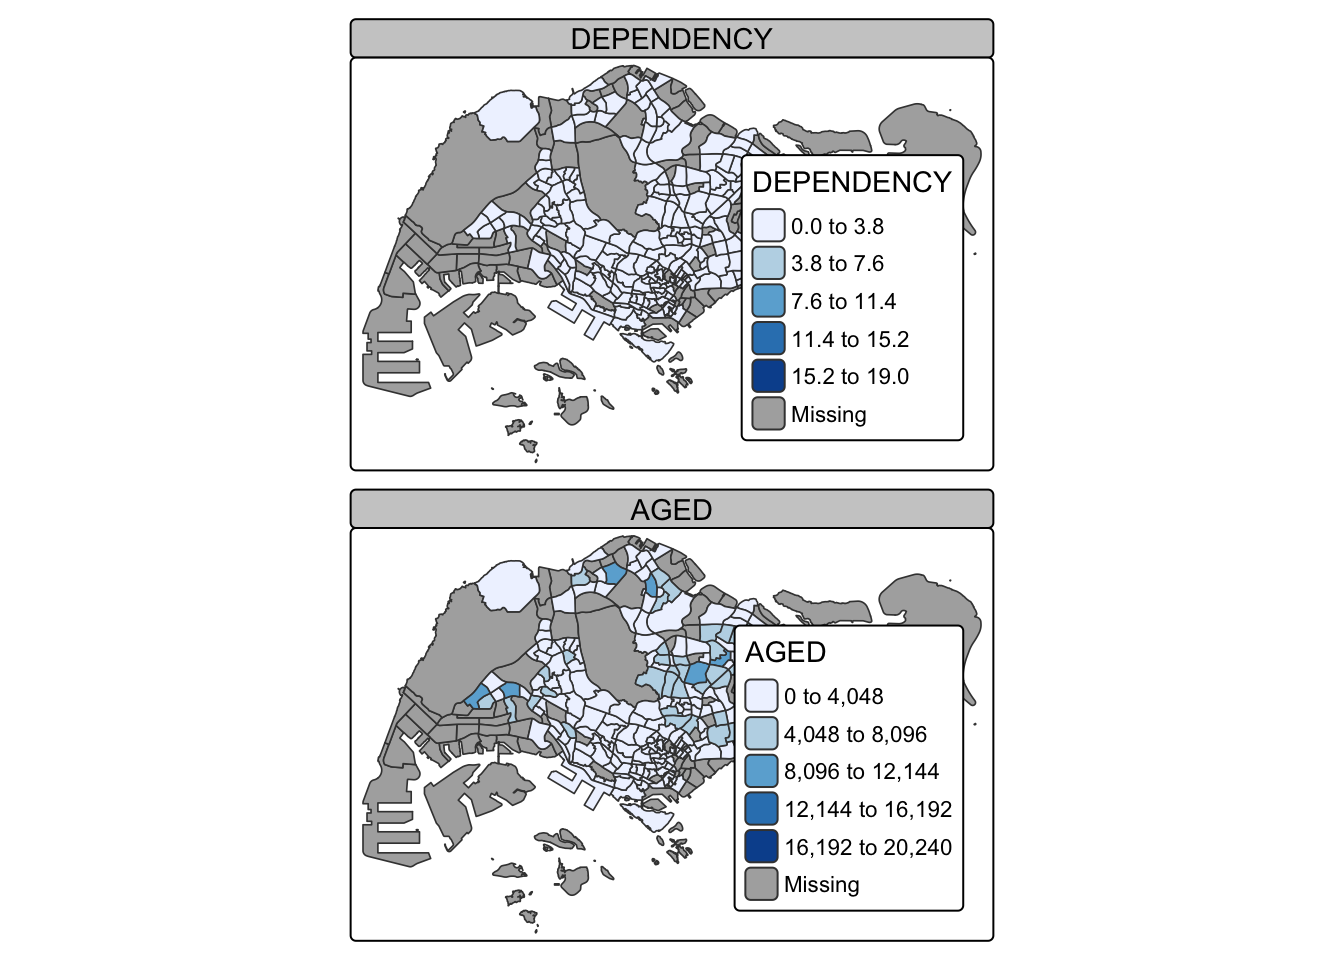 DEPENDENCY
DEPENDENCY
0.0 to 3.8
3.8 to 7.6
7.6 to 11.4
11.4 to 15.2
15.2 to 19.0
Missing
AGED
AGED
0 to 4,048
4,048 to 8,096
8,096 to 12,144
12,144 to 16,192
16,192 to 20,240
Missing